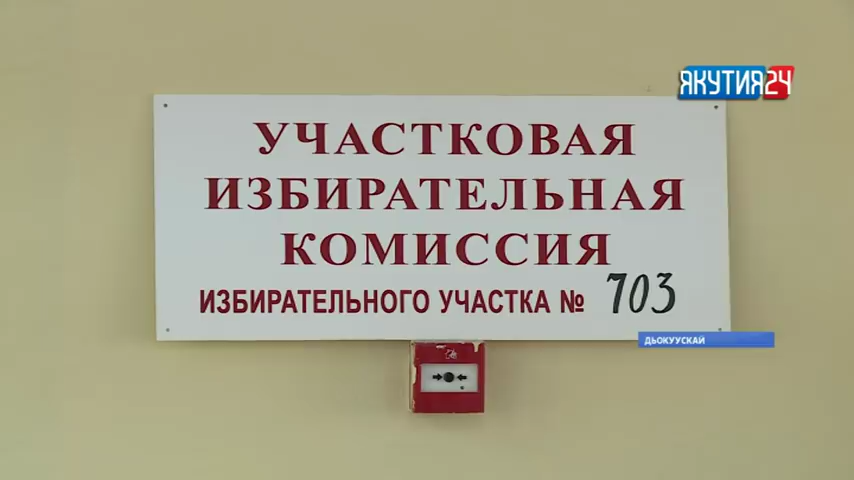 ЯКУТИЯ24
УЧАСТКОВАЯ
ИЗБИРАТЕЛЬНАЯ
КОМИССИЯ
ИЗБИРАТЕЛЬНОГО УЧАСТКА № 703
ДЬОКУУСКАЙ